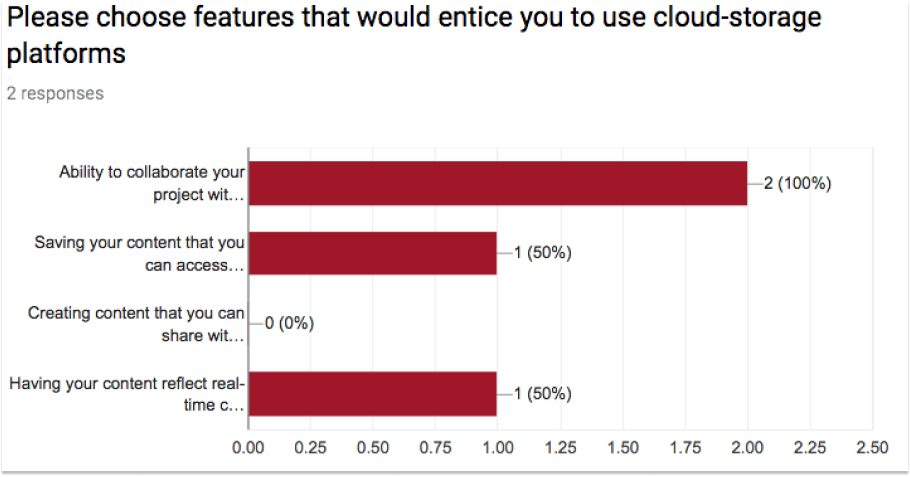 Please choose features that would entice you to use cloud-storage
platforms
2 responses
Ability to collaborate your
project wit...
2 (100%)
Saving your content that you
can access...
1 (50%)
Creating content that you can
share wit...
0 (0%)
Having your content reflect real-
time c...
1 (50%)
0.00 0.25 0.50 0.75 1.00 1.25 1.50 1.75 2.00 2.25 2.50